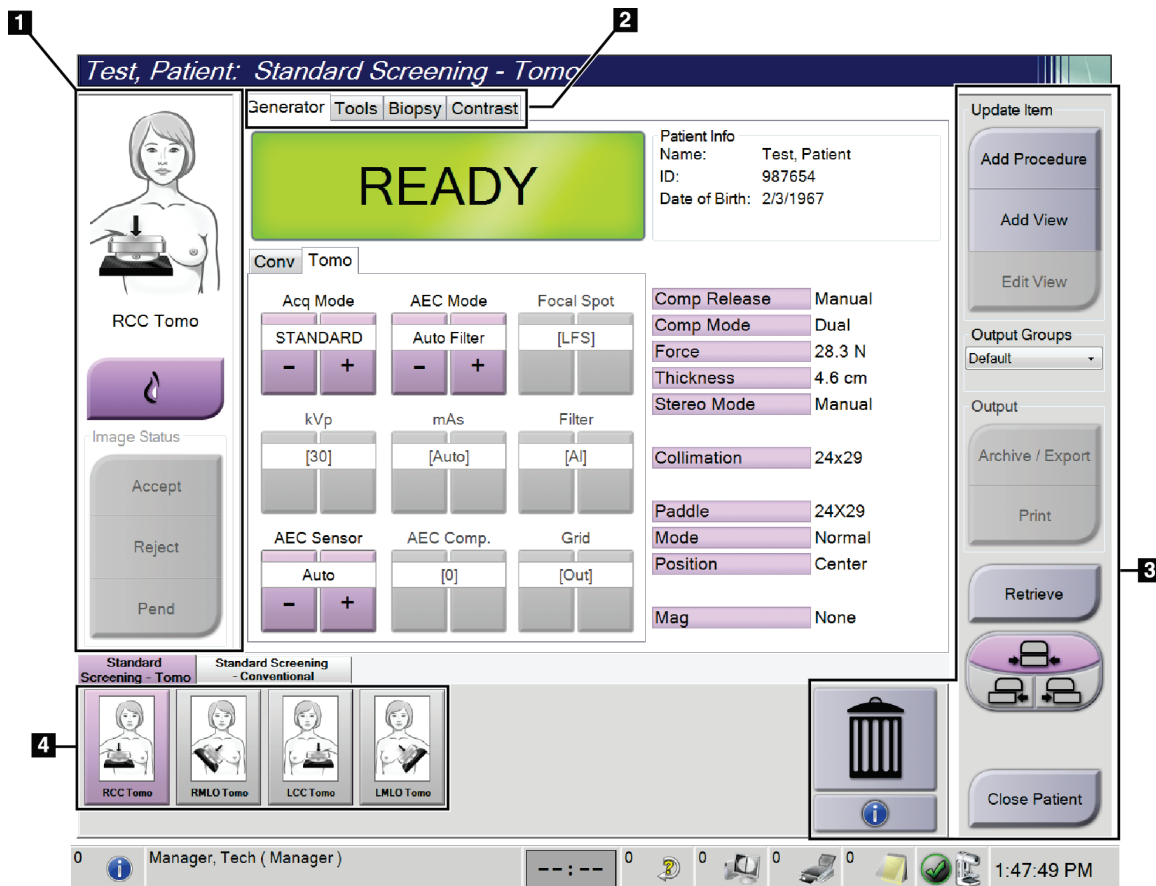 1
2
Test, Patient: Standard Screening - Tomo
Generator Tools Biopsy Contrast
READY
Patient Info
Name: Test, Patient
ID: 987654
Date of Birth: 2/3/1967
RCC Tomo
Image Status
Accept
Reject
Pend
Conv Tomo
Acq Mode AEC Mode Focal Spot
STANDARD Auto Filter [LFS]
- + - +
kVp mAs Filter
[30] [Auto] [Al]
AEC Sensor AEC Comp. Grid
Auto [0] [Out]
- +
Comp Release Manual
Comp Mode Dual
Force 28.3 N
Thickness 4.6 cm
Stereo Mode Manual
Collimation 24x29
Paddle 24X29
Mode Normal
Position Center
Mag None
Update Item
Add Procedure
Add View
Edit View
Output Groups
Default
Output
Archive / Export
Print
3
Retrieve
Close Patient
Standard
Screening - Tomo
Standard Screening
- Conventional
4
RCC Tomo RMLO Tomo LCC Tomo LMLO Tomo
0 Manager, Tech ( Manager ) --:-- 0 0 0 0 1:47:49 PM